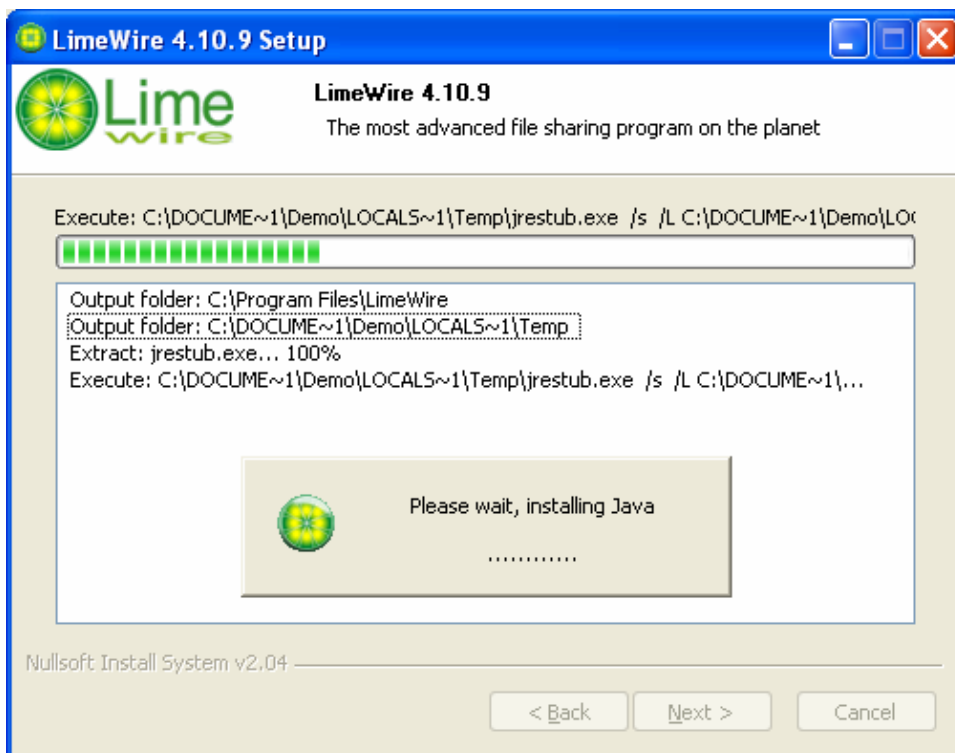 LimeWire 4.10.9 Setup
Lime
wire
LimeWire 4.10.9
The most advanced file sharing program on the planet
Execute: C:\DOCUME~1\Demo\LOCALS~1\Temp\jrestub.exe /s /L C:\DOCUME~1\Demo\LO
Output folder: C:\Program Files\LimeWire
Output folder: C:\DOCUME~1\Demo\LOCALS~1\Temp
Extract: jrestub.exe... 100%
Execute: C:\DOCUME~1\Demo\LOCALS~1\Temp\jrestub.exe /s /L C:\DOCUME~1\...
Please wait, installing Java
............
Nullsoft Install System v2.04
< Back
Next >
Cancel